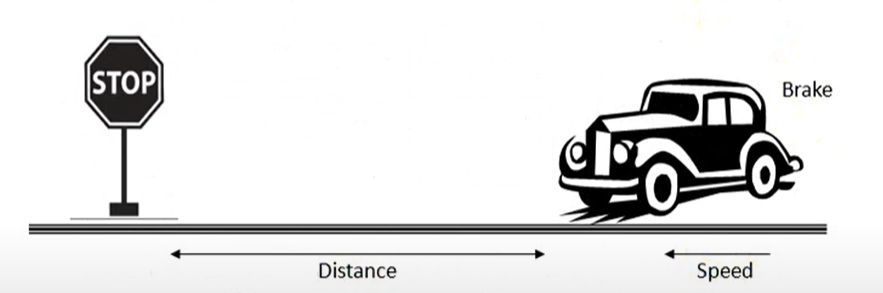 STOP
Brake
Distance
Speed